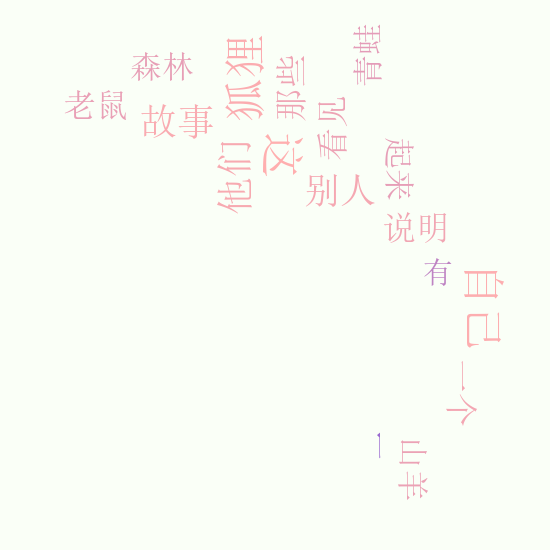 青蛙
狐狸
森林
那些
老鼠
看见
故事
这
他们
起来
别人
说明
有
自己
一个
一
山羊